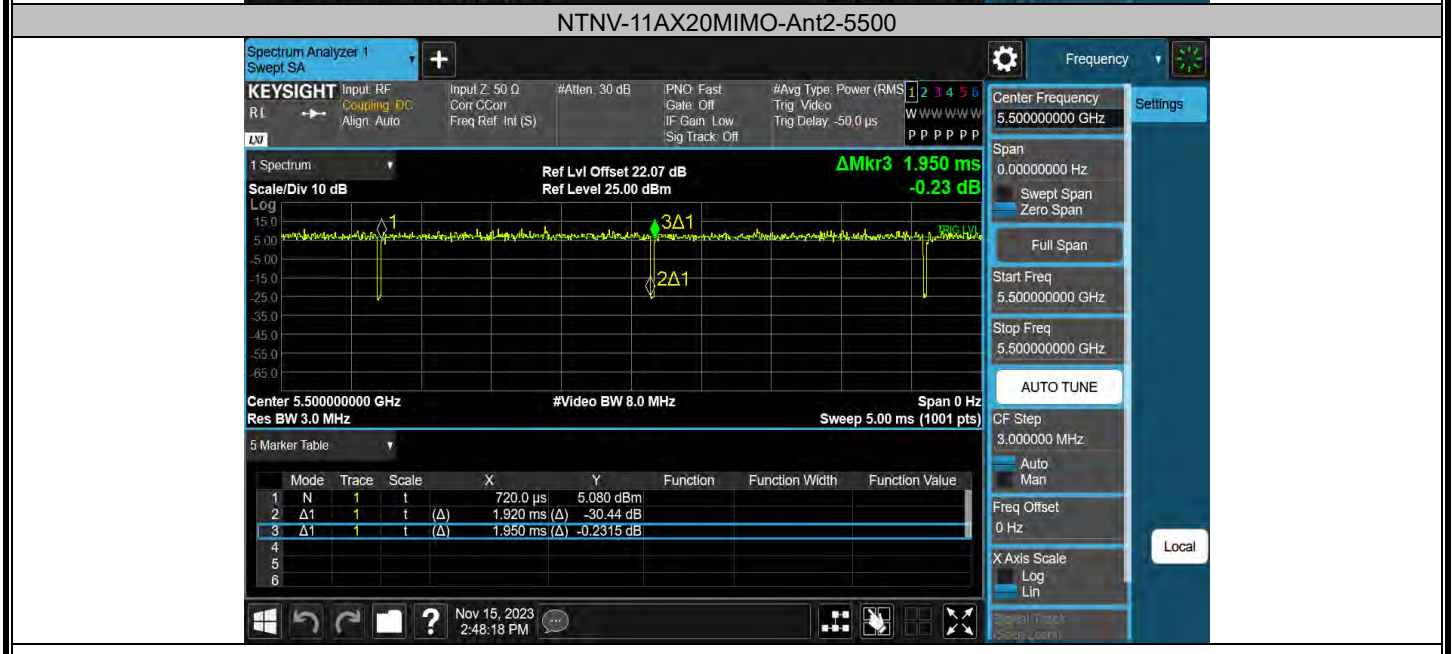 NTNV-11AX20MIMO-Ant2-5500
Spectrum Analyzer 1
Swept SA
+
Frequency
KEYSIGHT
RL
LXI
Input: RF
Coupling: DC
Align: Auto
Input Z: 50 Ω
Corr CCorr
Freq Ref: Int (S)
#Atten: 30 dB
PNO: Fast
Gate: Off
IF Gain: Low
Sig Track: Off
#Avg Type: Power (RMS
Trig: Video
Trig Delay: -50.0 µs
1 2 3 4 5 6
W W W W W W
P P P P P P
Center Frequency
5.500000000 GHz
Settings
1 Spectrum
Scale/Div 10 dB
Log
Ref Lvl Offset 22.07 dB
Ref Level 25.00 dBm
ΔMkr3 1.950 ms
-0.23 dB
15.0
5.00
-5.00
-15.0
-25.0
-35.0
-45.0
-55.0
-65.0
1
3Δ1
2Δ1
TRIG LVL
Center 5.500000000 GHz
Res BW 3.0 MHz
#Video BW 8.0 MHz
Span 0 Hz
Sweep 5.00 ms (1001 pts)
Span
0.00000000 Hz
Swept Span
Zero Span
Full Span
Start Freq
5.500000000 GHz
Stop Freq
5.500000000 GHz
AUTO TUNE
CF Step
3.000000 MHz
Auto
Man
Freq Offset
0 Hz
X Axis Scale
Log
Lin
Signal Track
(Span Zoom)
Local
5 Marker Table
Mode Trace Scale X Y Function Function Width Function Value
1 N 1 t 720.0 µs 5.080 dBm
2 Δ1 1 t (Δ) 1.920 ms (Δ) -30.44 dB
3 Δ1 1 t (Δ) 1.950 ms (Δ) -0.2315 dB
4
5
6
?
Nov 15, 2023
2:48:18 PM